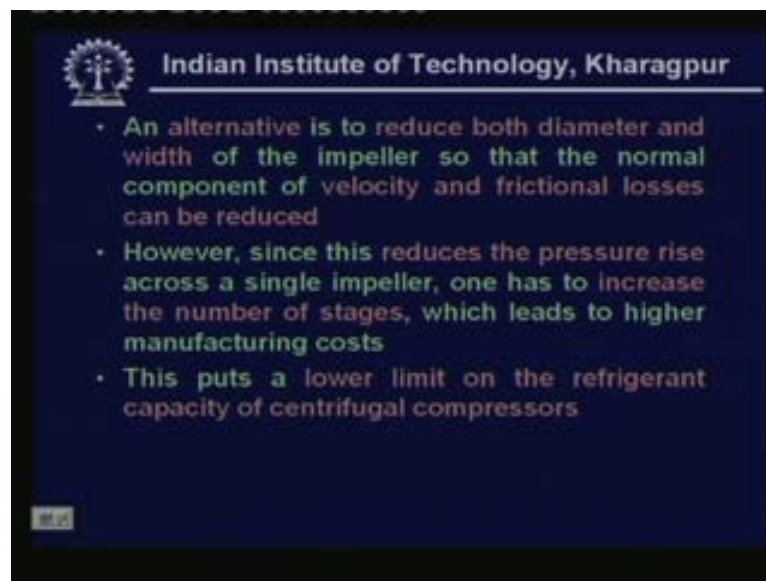 Indian Institute of Technology, Kharagpur
• An alternative is to reduce both diameter and
width of the impeller so that the normal
component of velocity and frictional losses
can be reduced
• However, since this reduces the pressure rise
across a single impeller, one has to increase
the number of stages, which leads to higher
manufacturing costs
• This puts a lower limit on the refrigerant
capacity of centrifugal compressors